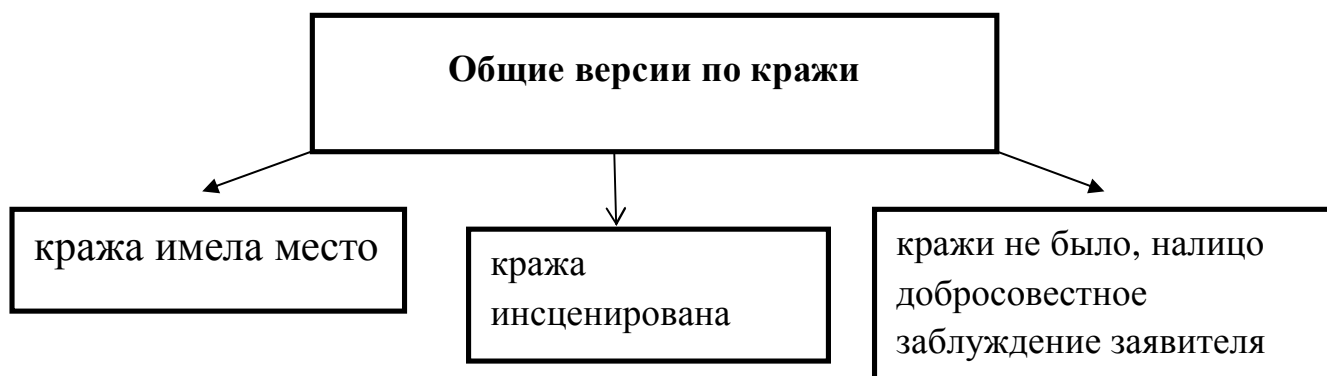 Общие версии по кражи
кража имела место
кража
инсценирована
кражи не было, налицо
добросовестное
заблуждение заявителя